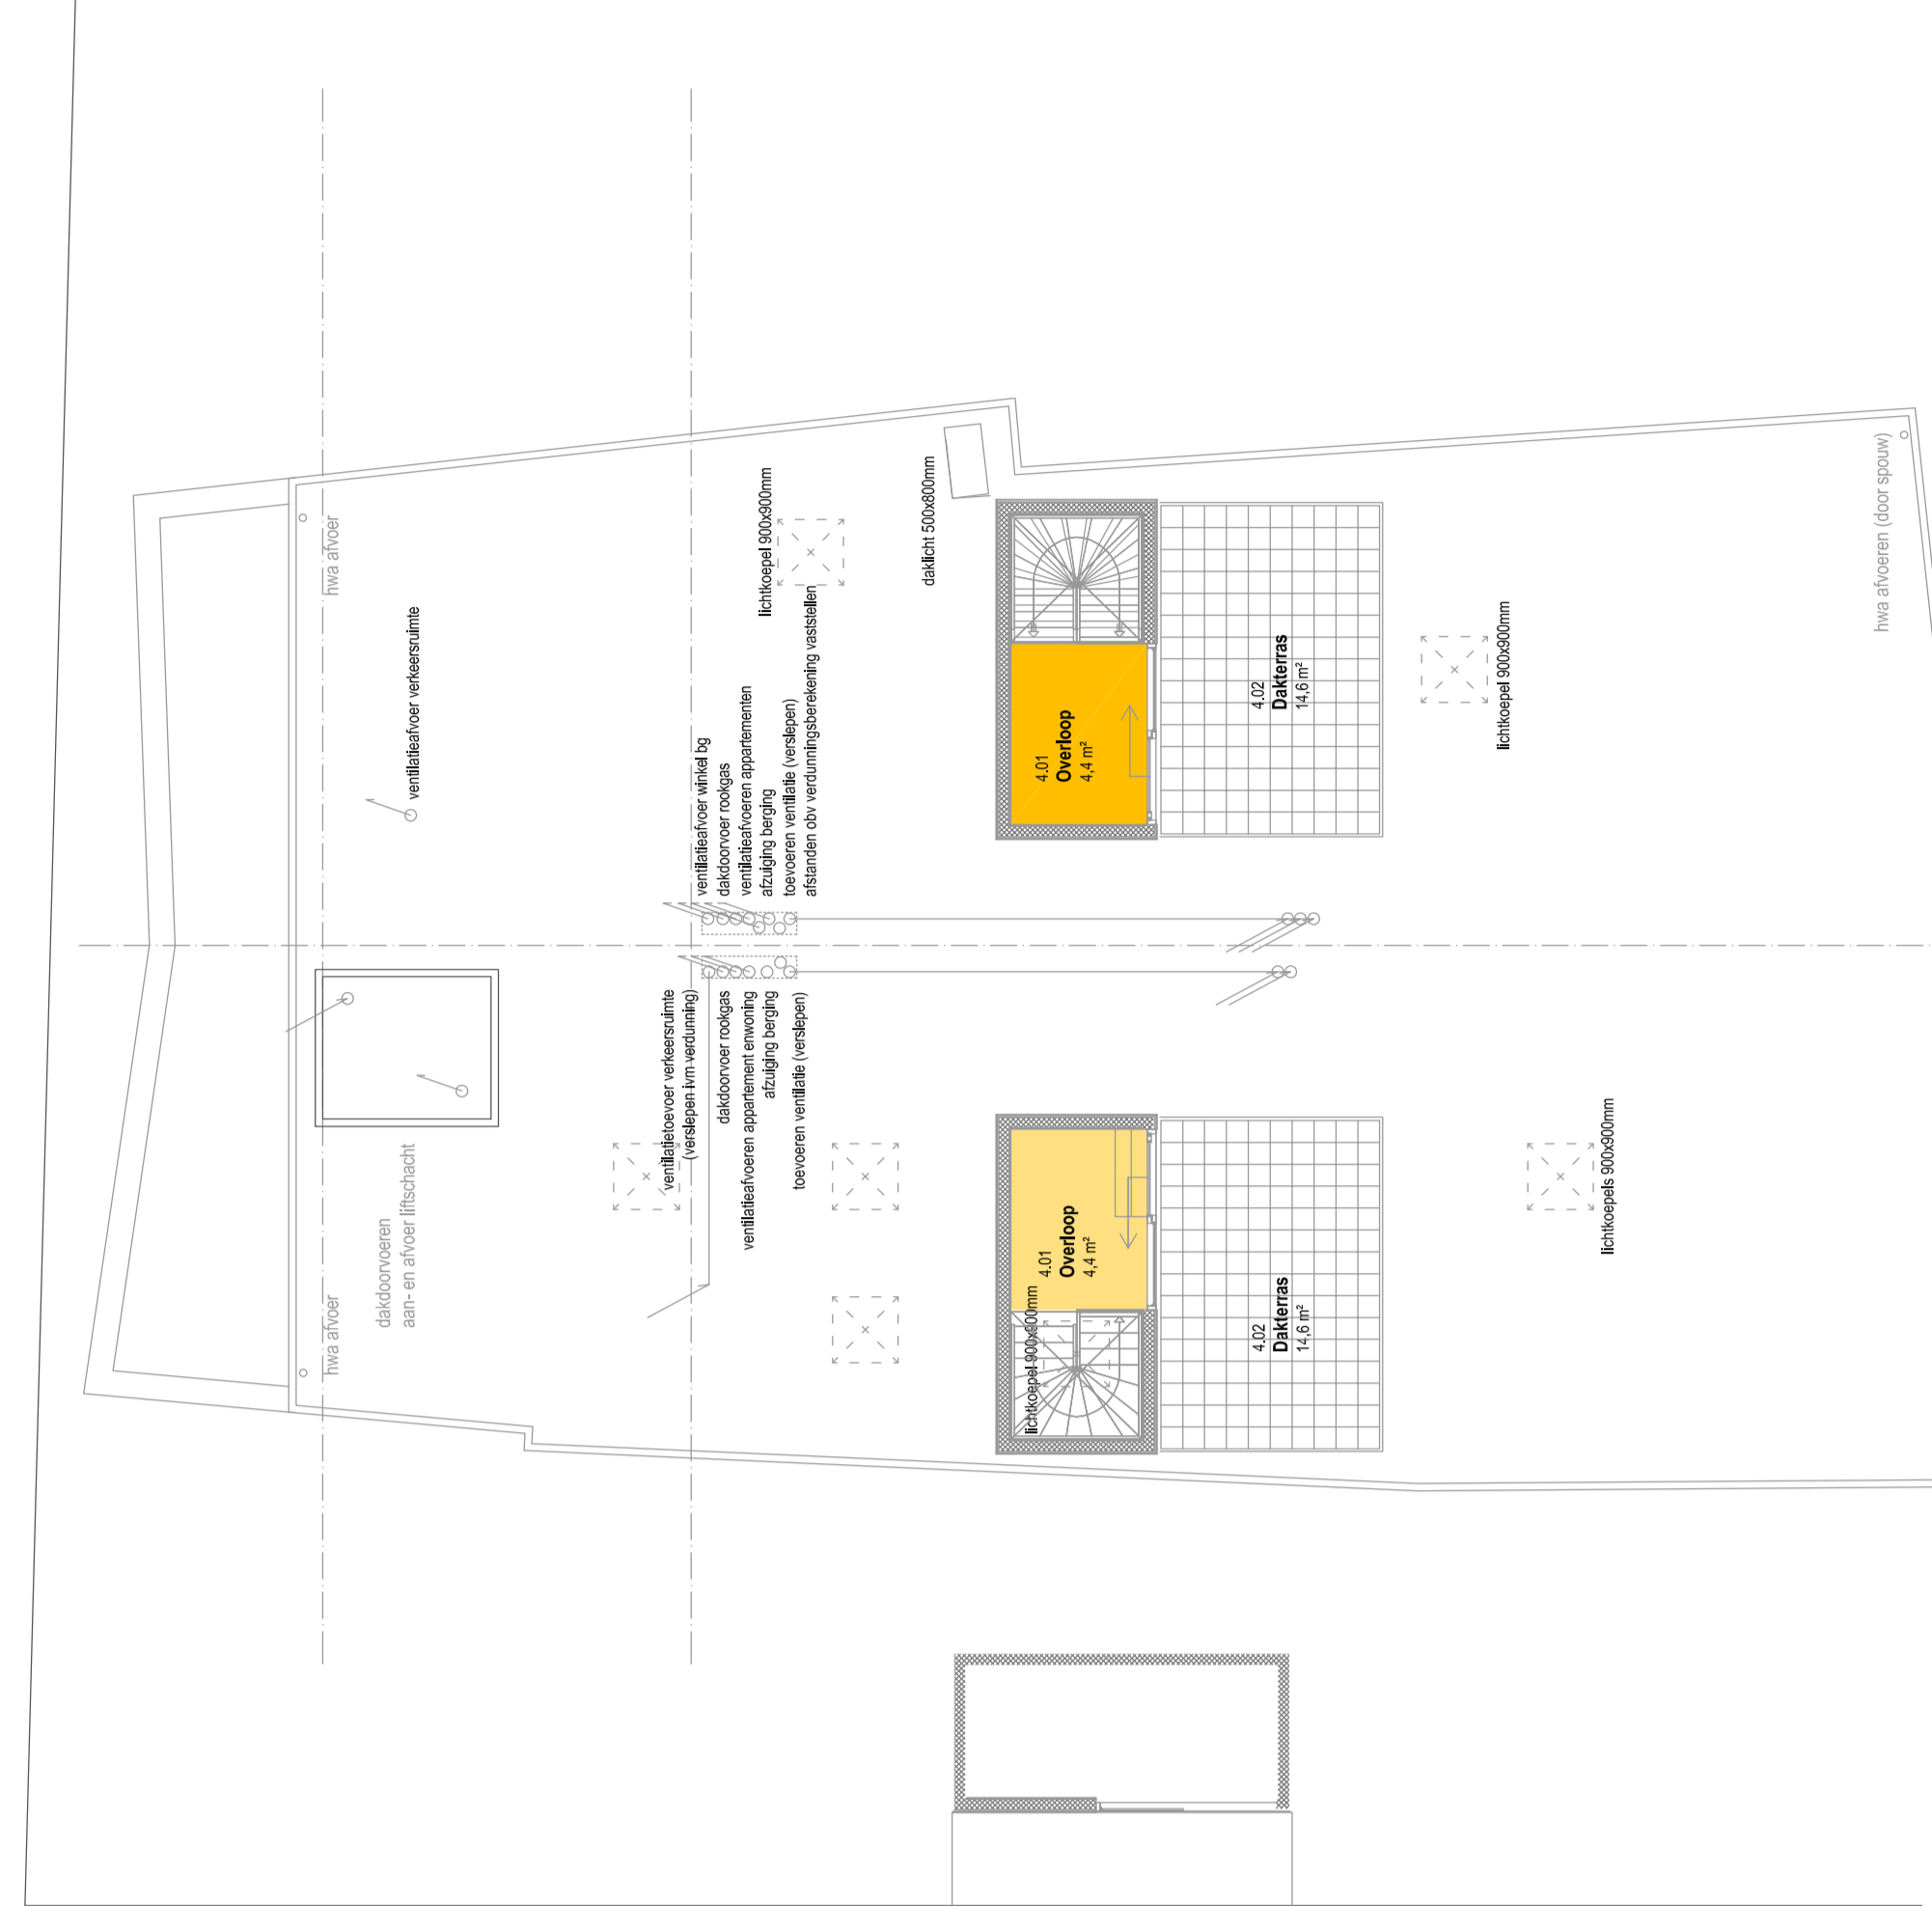 hwa afvoer
ventilatieafvoer verkeersruimte
lichtkoepel 900x900mm
daklicht 500x800mm
hwa afvoeren (door spouw)
ventilatieafvoer winkel bg
dakdoorvoer rookgas
ventilatieafvoeren appartementen
afzuiging berging
toevoeren ventilatie (verslepen)
afstanden obv verdunningsberekening vaststellen
4.01
Overloop
4,4 m²
4.02
Dakterras
14,6 m²
lichtkoepel 900x900mm
ventilatietoevoer verkeersruimte
(verslepen ivm verdunning)
dakdoorvoer rookgas
ventilatieafvoeren appartement enwoning
afzuiging berging
toevoeren ventilatie (verslepen)
dakdoorvoeren
aan- en afvoer liftschacht
hwa afvoer
4.01
Overloop
4,4 m²
lichtkoepel 900x900mm
4.02
Dakterras
14,6 m²
lichtkoepels 900x900mm